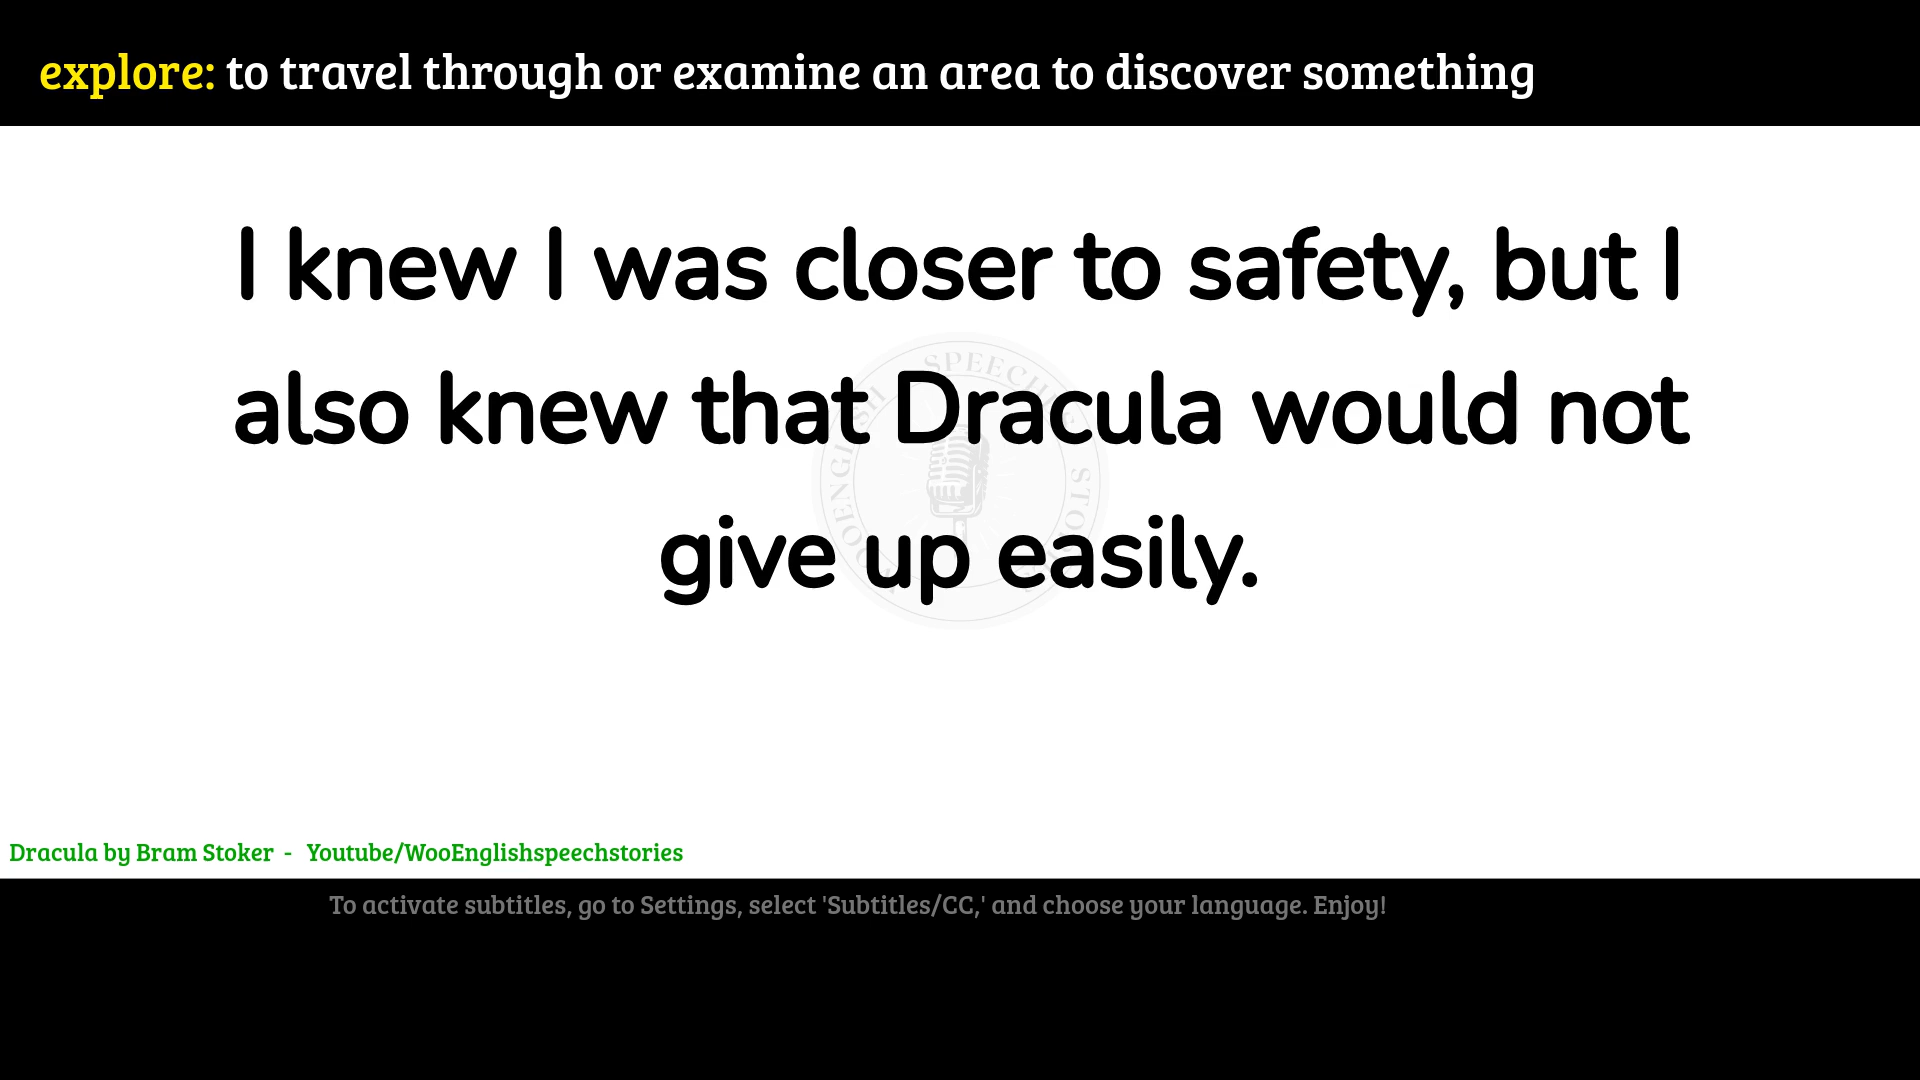 explore: to travel through or examine an area to discover something
I knew I was closer to safety, but I
also knew that Dracula would not
give up easily.
Dracula by Bram Stoker - Youtube/WooEnglishspeechstories
To activate subtitles, go to Settings, select 'Subtitles/CC,' and choose your language. Enjoy!